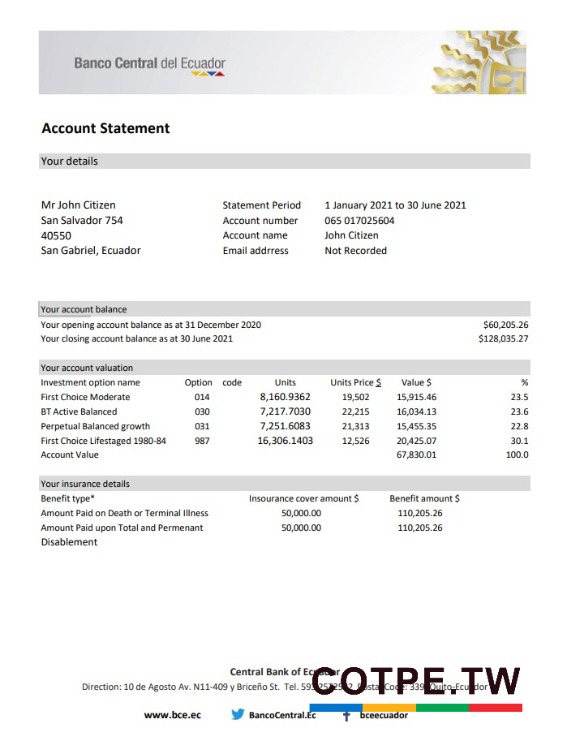 Banco Central del Ecuador
Account Statement
Your details
Mr John Citizen Statement Period 1 January 2021 to 30 June 2021
San Salvador 754 Account number 065 017025604
40550 Account name John Citizen
San Gabriel, Ecuador Email addrress Not Recorded
Your account balance
Your opening account balance as at 31 December 2020 $60,205.26
Your closing account balance as at 30 June 2021 $128,035.27
Your account valuation
Investment option name Option code Units Units Price $ Value $ %
First Choice Moderate 014 8,160.9362 19,502 15,915.46 23.5
BT Active Balanced 030 7,217.7030 22,215 16,034.13 23.6
Perpetual Balanced growth 031 7,251.6083 21,313 15,455.35 22.8
First Choice Lifestaged 1980-84 987 16,306.1403 12,526 20,425.07 30.1
Account Value 67,830.01 100.0
Your insurance details
Benefit type* Insourance cover amount $ Benefit amount $
Amount Paid on Death or Terminal Illness 50,000.00 110,205.26
Amount Paid upon Total and Permenant 50,000.00 110,205.26
Disablement
Central Bank of Ecuador
COTPE.TW
Direction: 10 de Agosto Av. N11-409 y Briceño St. Tel. Code: 339, Quito-Ecuador
www.bce.ec BancoCentral.Ec bceecuador